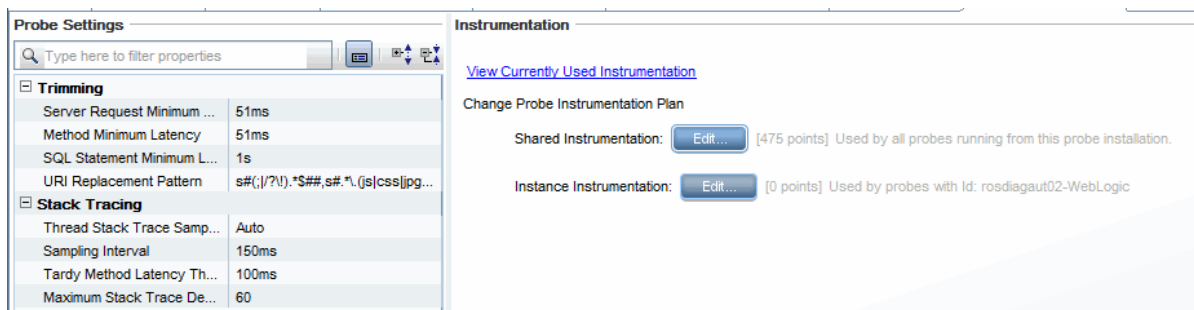 Probe Settings
Type here to filter properties
Trimming
Server Request Minimum ... 51ms
Method Minimum Latency 51ms
SQL Statement Minimum L... 1s
URI Replacement Pattern s#(;|/?\!).*$##,s#.*\.(js|css|jpg...
Stack Tracing
Thread Stack Trace Samp... Auto
Sampling Interval 150ms
Tardy Method Latency Th... 100ms
Maximum Stack Trace De... 60
Instrumentation
View Currently Used Instrumentation
Change Probe Instrumentation Plan
Shared Instrumentation: Edit... [475 points] Used by all probes running from this probe installation.
Instance Instrumentation: Edit... [0 points] Used by probes with Id: rosdiagaut02-WebLogic